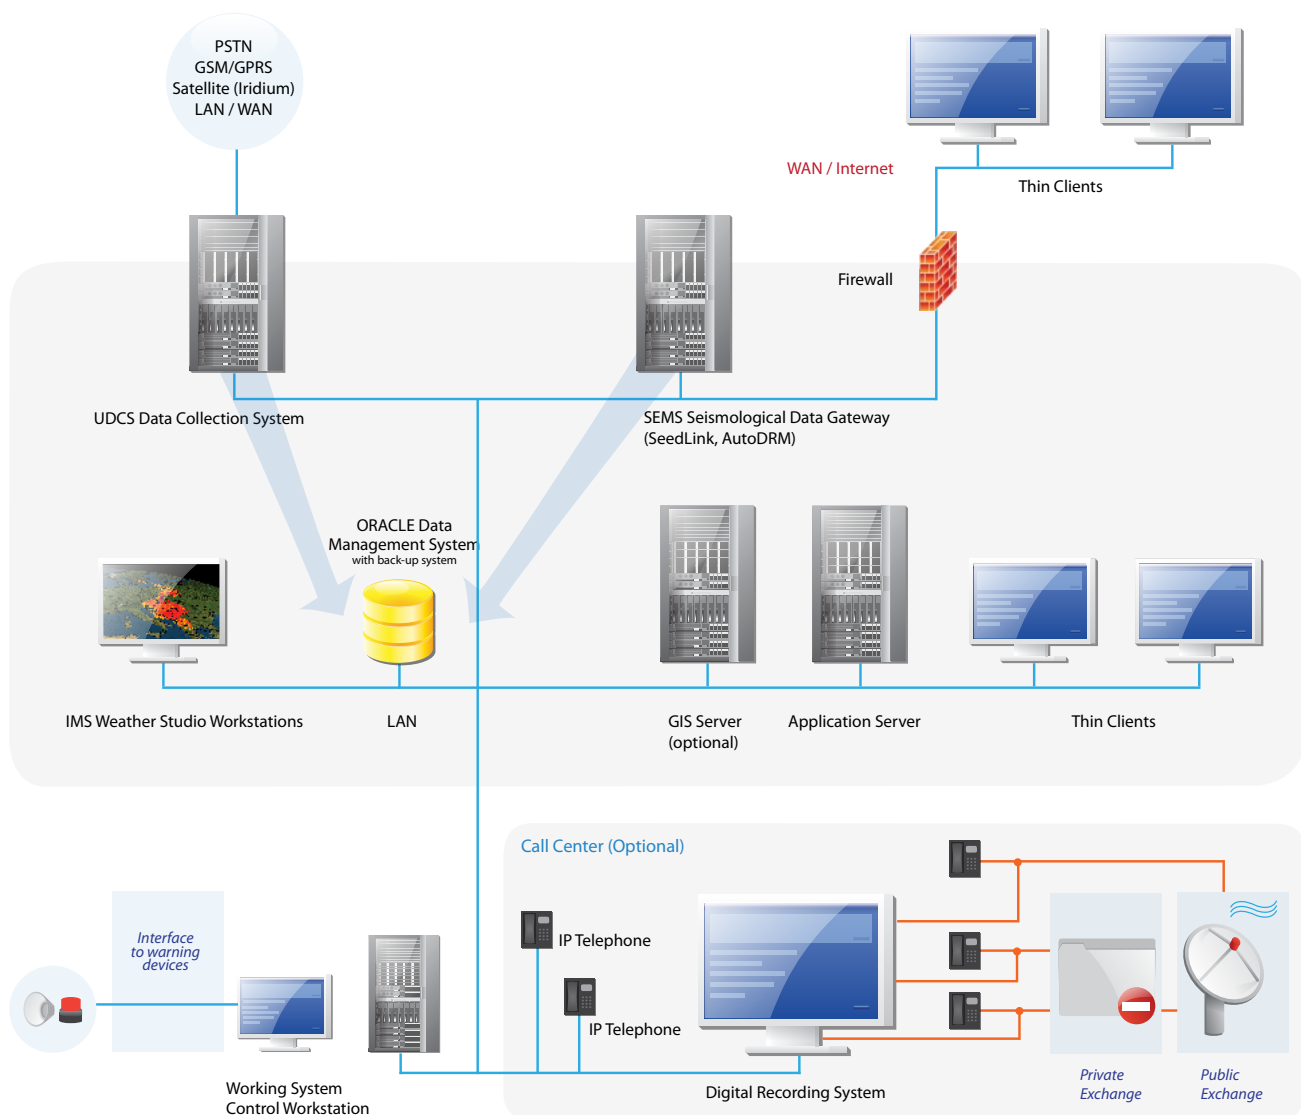 PSTN
GSM/GPRS
Satellite (Iridium)
LAN / WAN
WAN / Internet
Thin Clients
Firewall
UDCS Data Collection System
SEMS Seismological Data Gateway
(SeedLink, AutoDRM)
ORACLE Data
Management System
with back-up system
IMS Weather Studio Workstations
LAN
GIS Server
(optional)
Application Server
Thin Clients
Call Center (Optional)
Interface
to warning
devices
IP Telephone
IP Telephone
Working System
Control Workstation
Digital Recording System
Private
Exchange
Public
Exchange